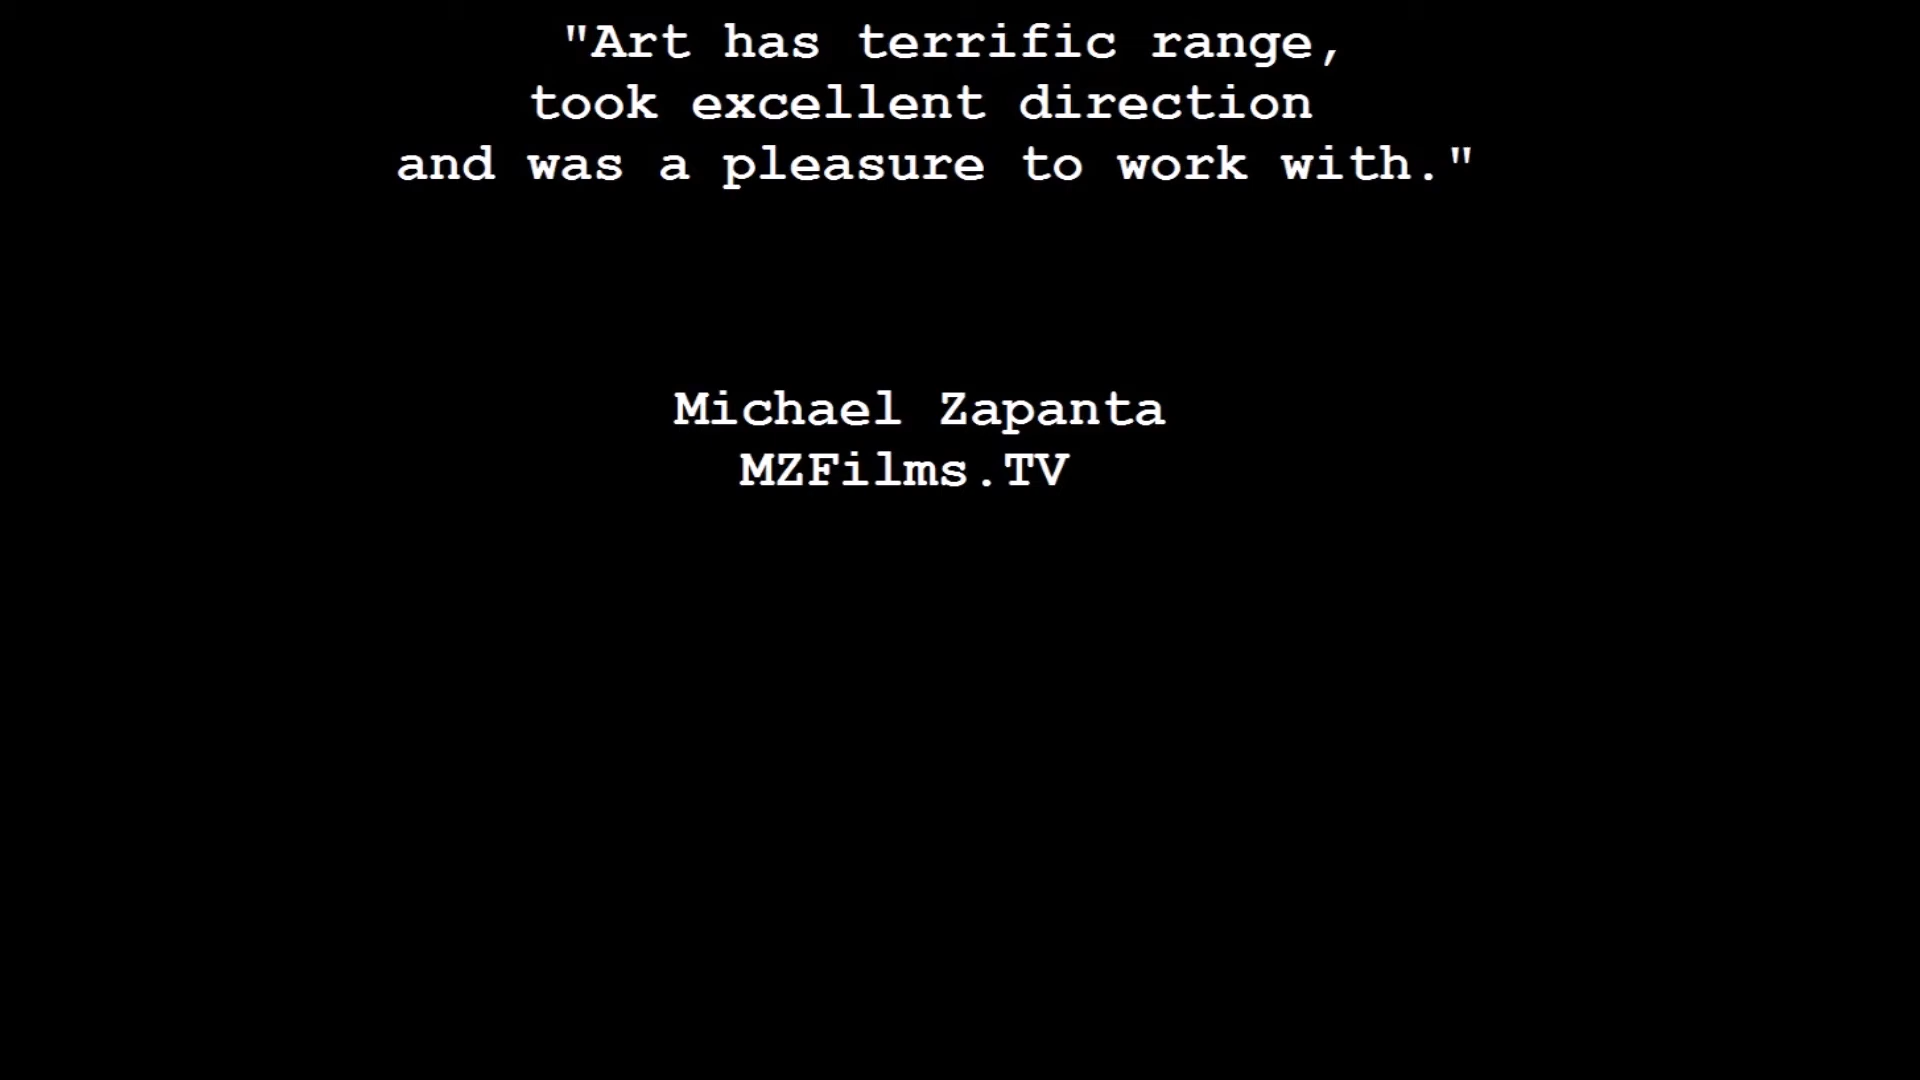 "Art has terrific range,
took excellent direction
and was a pleasure to work with."
Michael Zapanta
MZFilms.TV